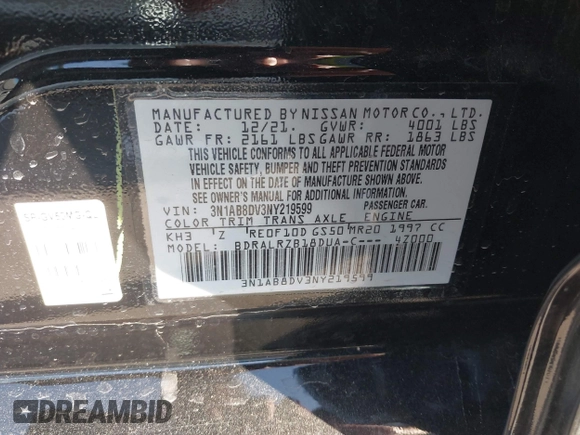 MANUFACTURED BY NISSAN MOTOR CO., LTD.
DATE: 12/21. GVWR: 4001 LBS
GAWR FR: 2161 LBS GAWR RR: 1863 LBS
THIS VEHICLE CONFORMS TO ALL APPLICABLE FEDERAL MOTOR
VEHICLE SAFETY, BUMPER AND THEFT PREVENTION STANDARDS
IN EFFECT ON THE DATE OF MANUFACTURE SHOWN ABOVE.
SEE OWNER'S MANUAL FOR ADDITIONAL INFORMATION.
VIN: 3N1AB8DV3NY219599 PASSENGER CAR.
COLOR TRIM TRANS AXLE ENGINE
KH3 Z RE0F10D GS50 MR20 1997 CC
MODEL: BDRALRZB18DUA-C--- 47000
3N1AB8DV3NY219599
DREAMBID